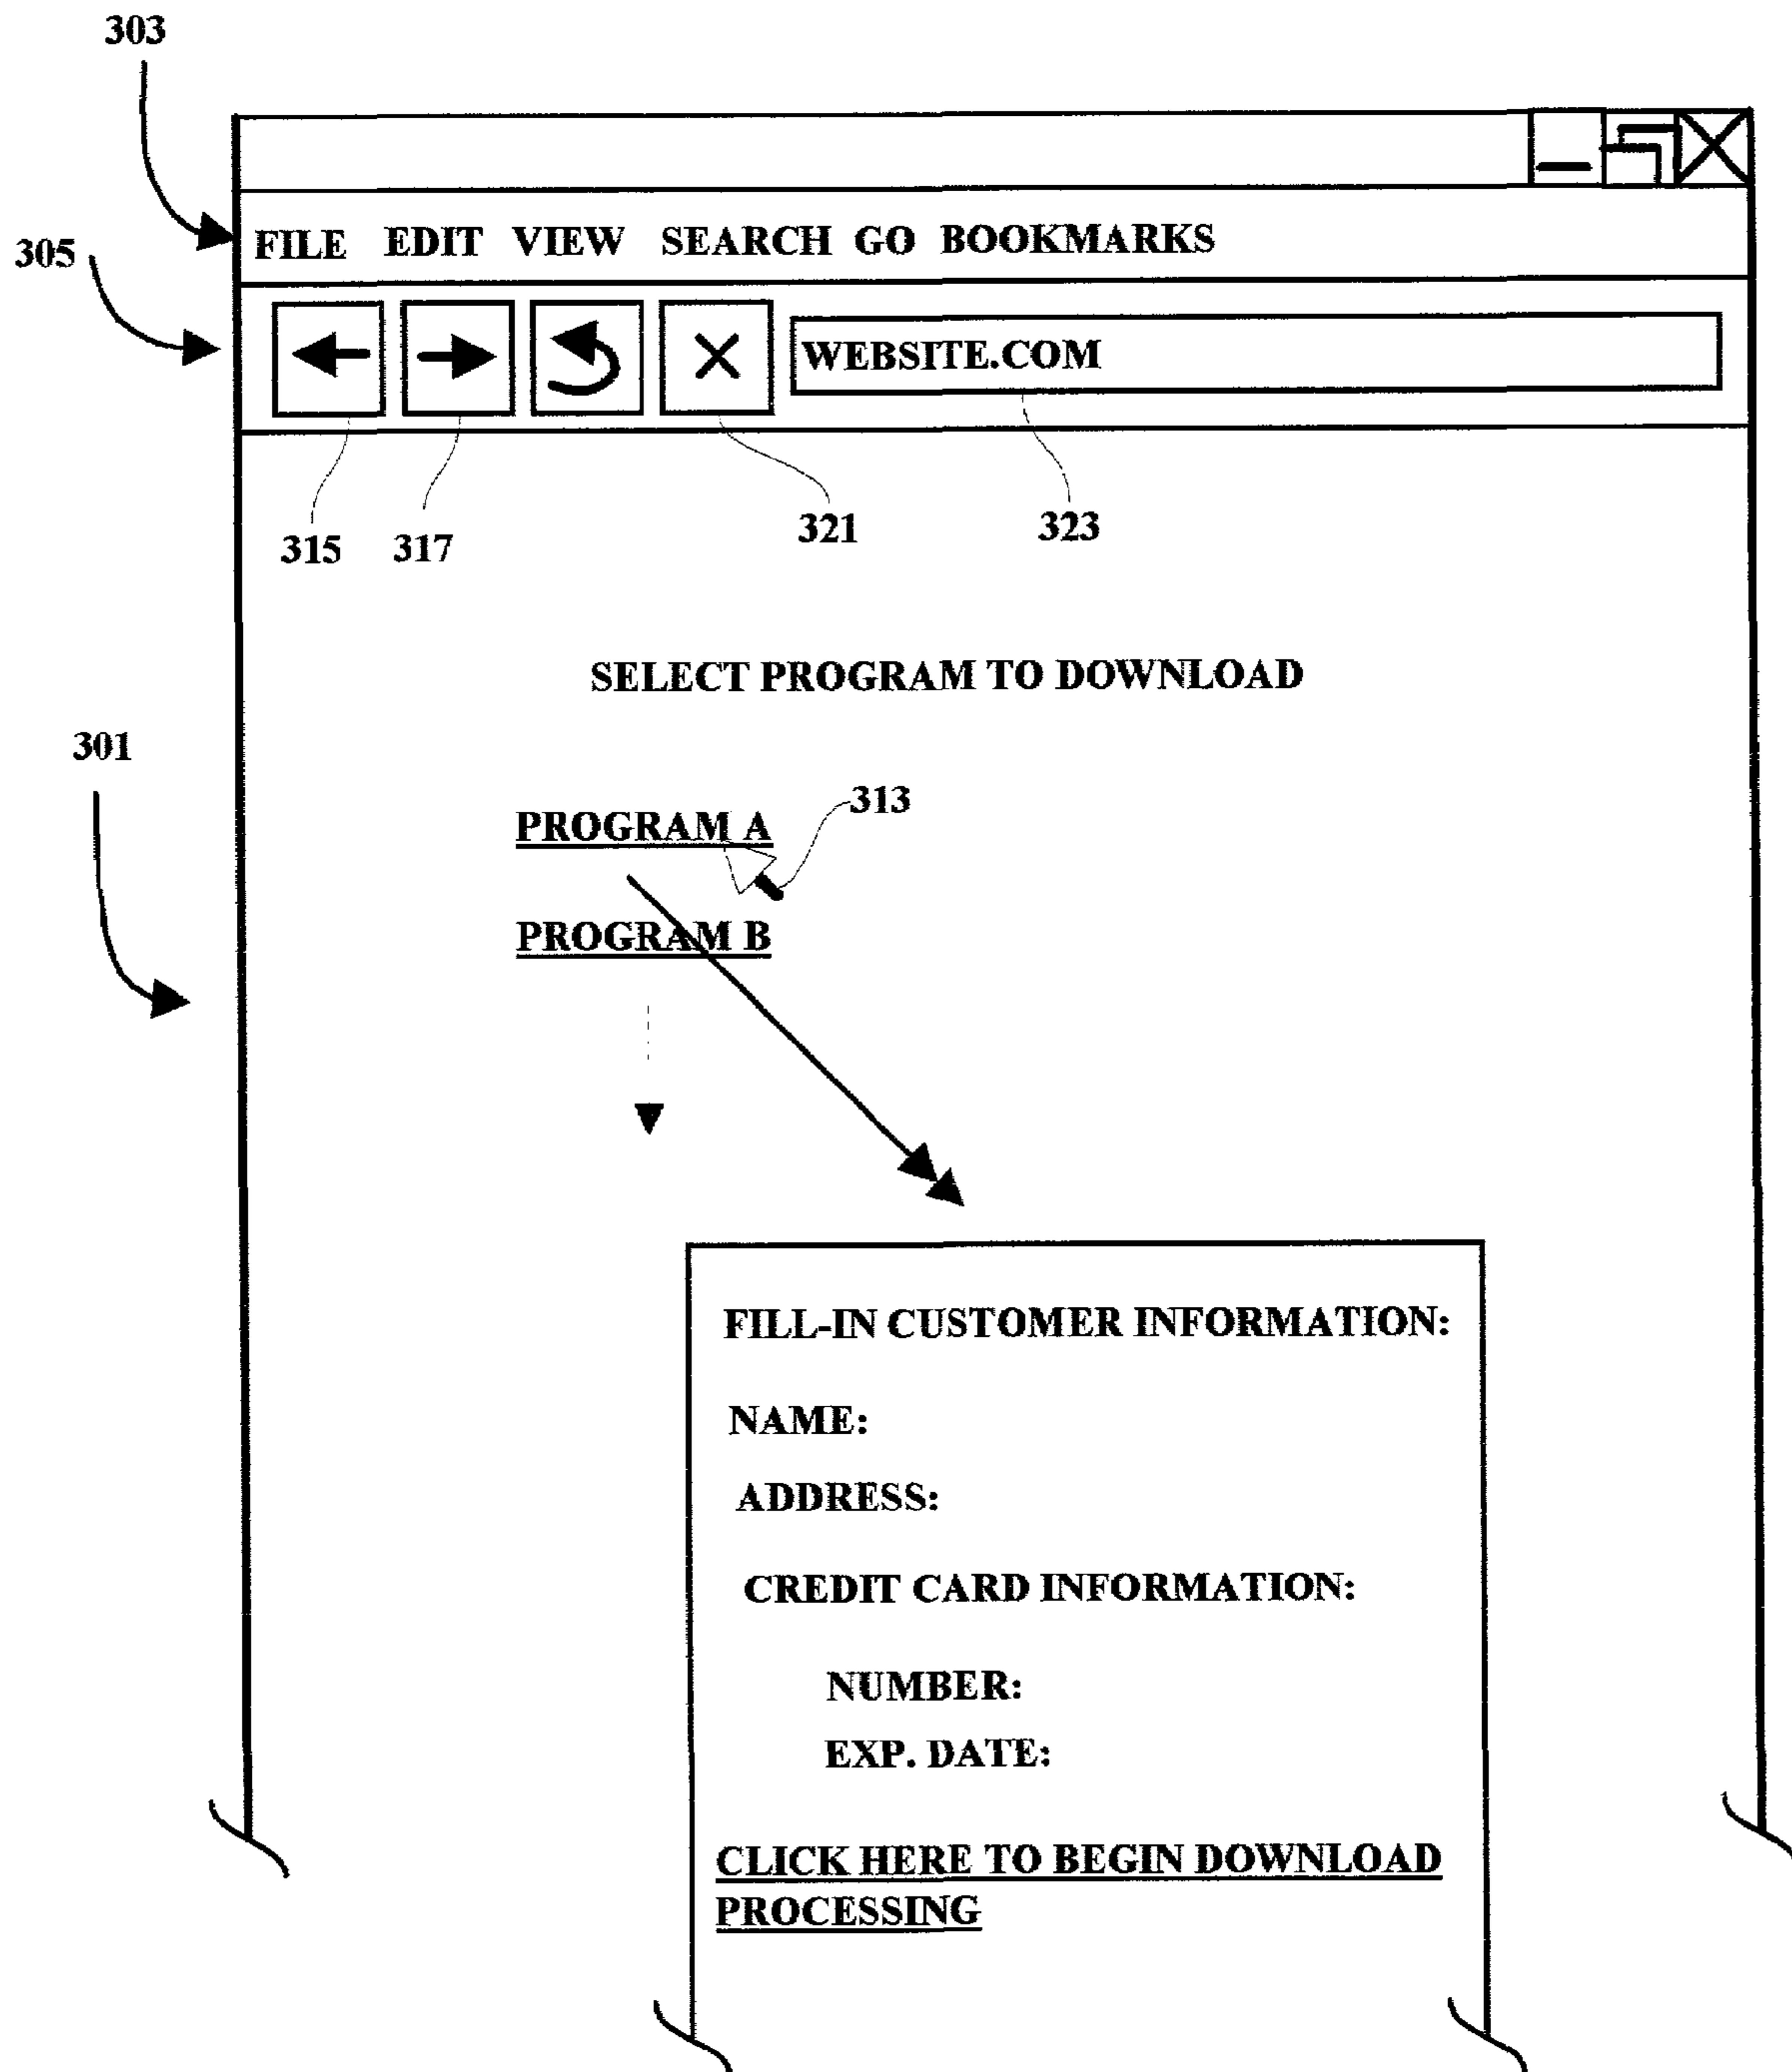 303
305
FILE EDIT VIEW SEARCH GO BOOKMARKS
WEBSITE.COM
315 317 321 323
SELECT PROGRAM TO DOWNLOAD
301
PROGRAM A
313
PROGRAM B
FILL-IN CUSTOMER INFORMATION:
NAME:
ADDRESS:
CREDIT CARD INFORMATION:
NUMBER:
EXP. DATE:
CLICK HERE TO BEGIN DOWNLOAD
PROCESSING